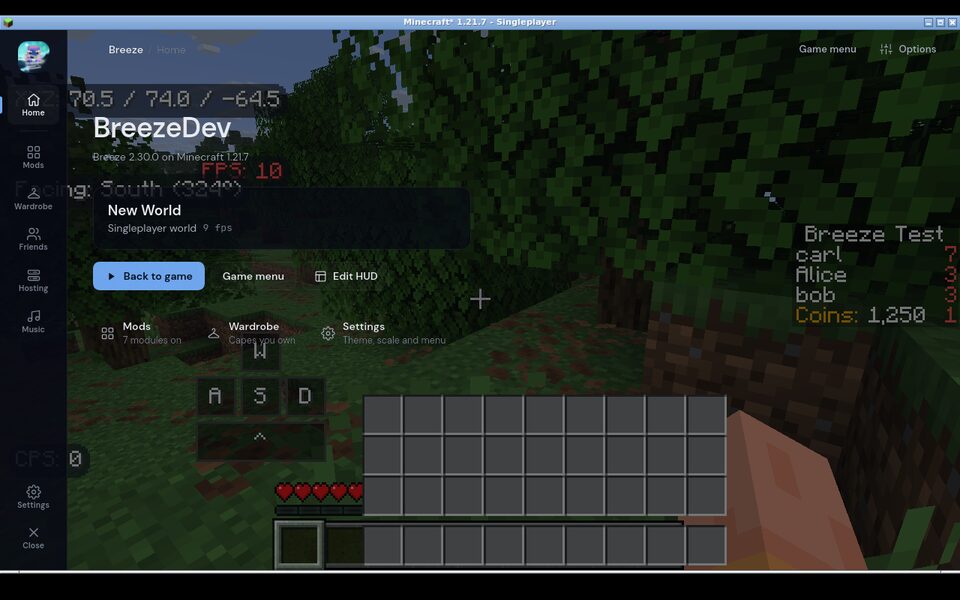 Minecraft* 1.21.7 - Singleplayer
Breeze / Home
Game menu
Options
70.5 / 74.0 / -64.5
Home
BreezeDev
Breeze 2.30.0 on Minecraft 1.21.7
FPS: 10
Mods
Facing: South (324°)
Wardrobe
New World
Singleplayer world 9 fps
Friends
Breeze Test
carl 7
Alice 3
bob 3
Coins: 1,250 1
Back to game
Game menu
Edit HUD
Hosting
Music
Mods
7 modules on
Wardrobe
Capes you own
Settings
Theme, scale and menu
W
A
S
D
^
CPS: 0
Settings
Close